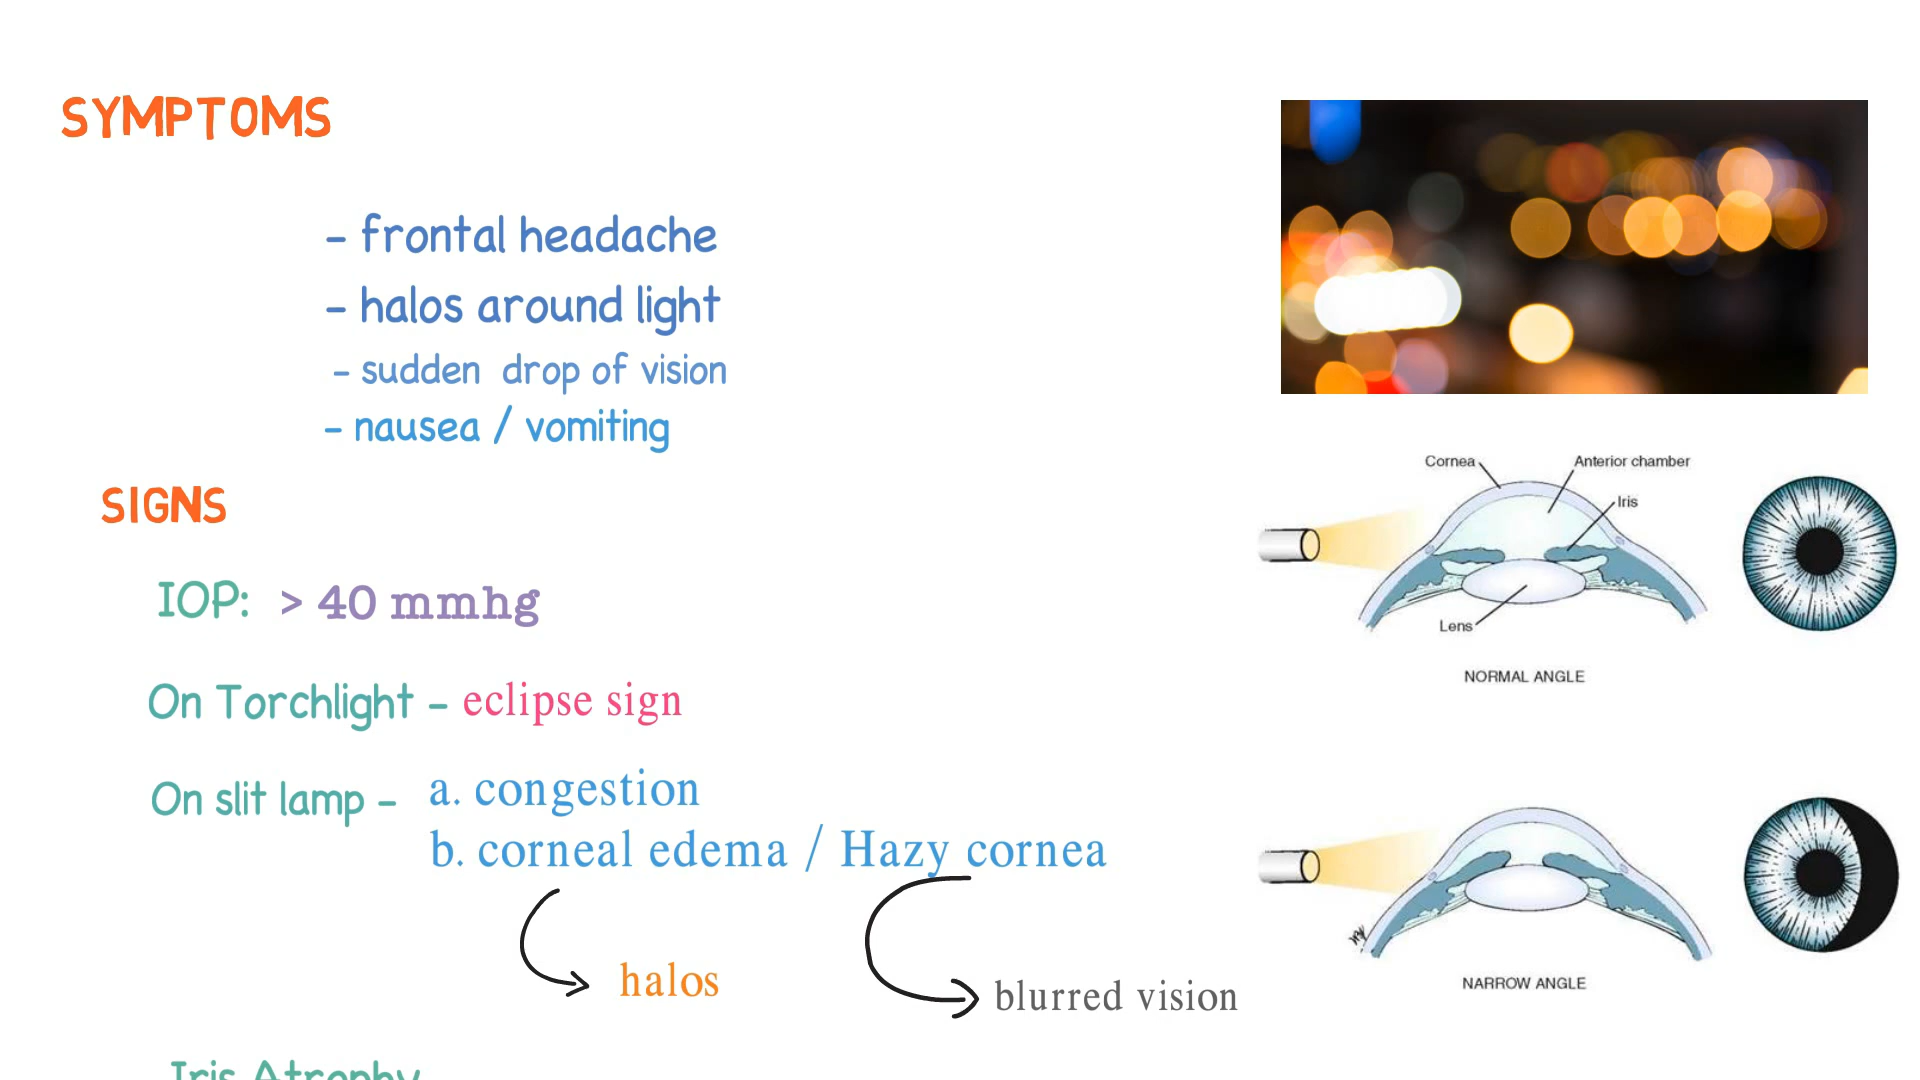 SYMPTOMS
- frontal headache
- halos around light
- sudden drop of vision
- nausea / vomiting
SIGNS
IOP: > 40 mmhg
On Torchlight - eclipse sign
On slit lamp - a. congestion
b. corneal edema / Hazy cornea
halos
blurred vision
Iris Atrophy
Cornea
Anterior chamber
Iris
Lens
NORMAL ANGLE
NARROW ANGLE